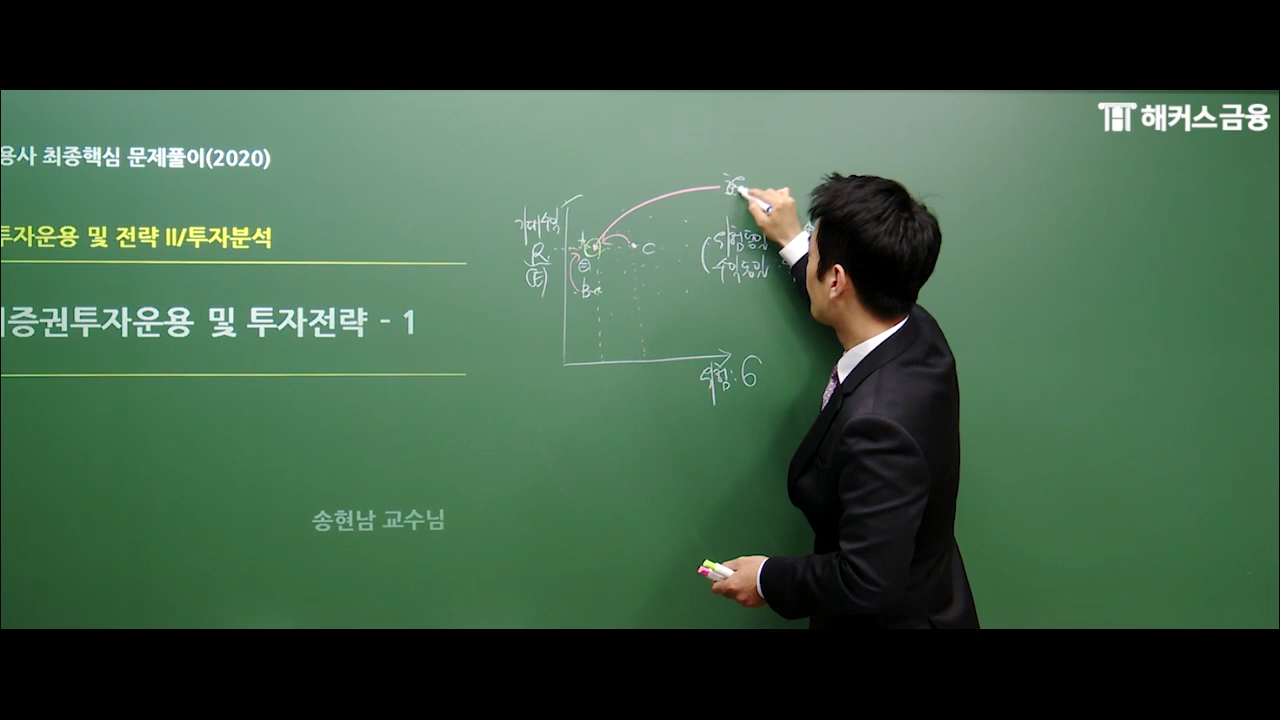 해커스금융
용사 최종핵심 문제풀이(2020)
투자운용 및 전략 II/투자분석
증권투자운용 및 투자전략 - 1
기대수익
R
(E)
A
B
C
위험동일
수익동일
위험: 6
송현남 교수님